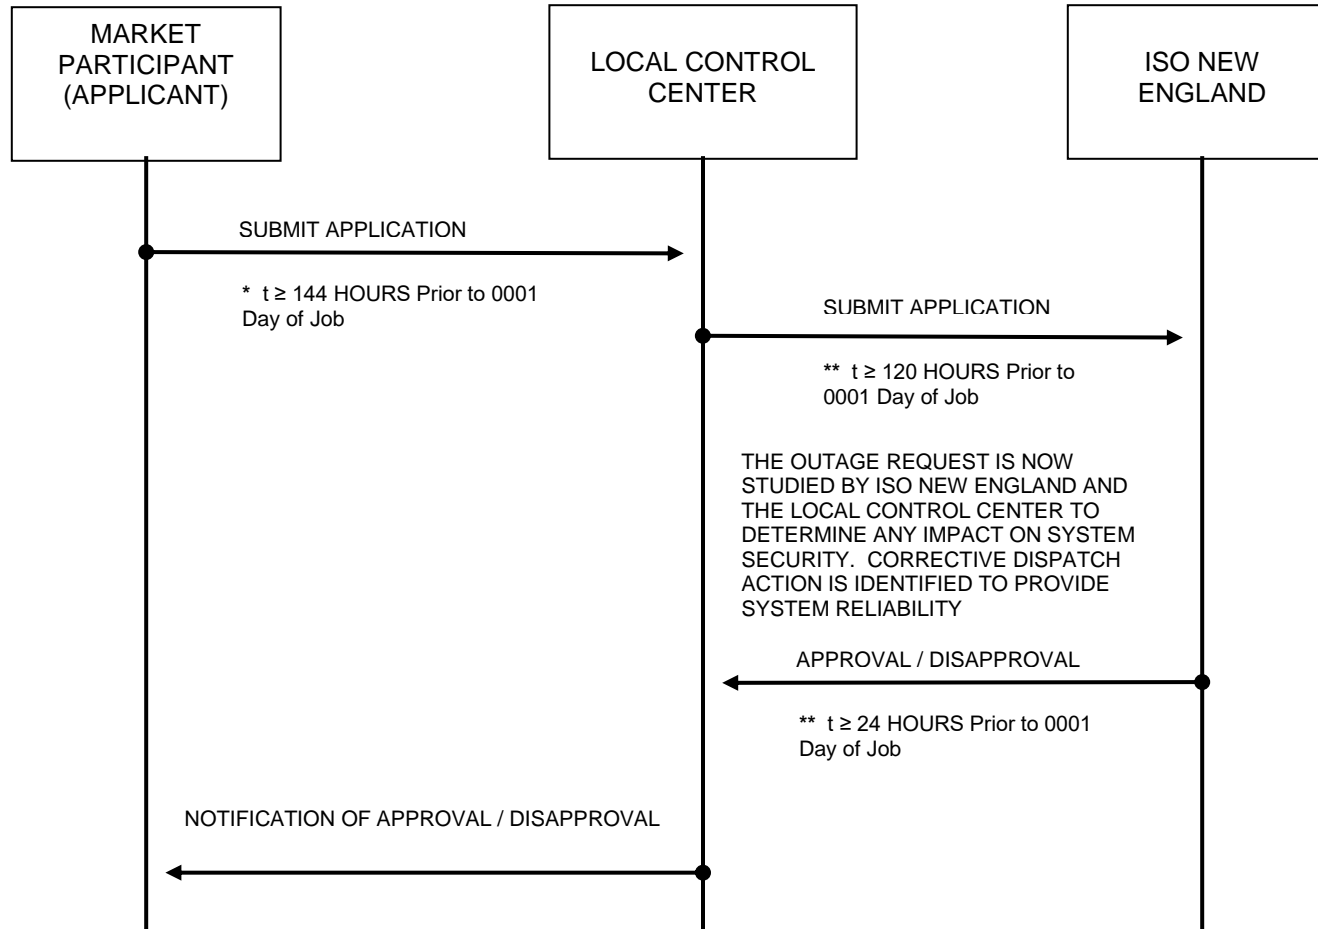 MARKET
PARTICIPANT
(APPLICANT)
LOCAL CONTROL
CENTER
ISO NEW
ENGLAND
SUBMIT APPLICATION
* t ≥ 144 HOURS Prior to 0001
Day of Job
SUBMIT APPLICATION
** t ≥ 120 HOURS Prior to
0001 Day of Job
THE OUTAGE REQUEST IS NOW
STUDIED BY ISO NEW ENGLAND AND
THE LOCAL CONTROL CENTER TO
DETERMINE ANY IMPACT ON SYSTEM
SECURITY. CORRECTIVE DISPATCH
ACTION IS IDENTIFIED TO PROVIDE
SYSTEM RELIABILITY
APPROVAL / DISAPPROVAL
** t ≥ 24 HOURS Prior to 0001
Day of Job
NOTIFICATION OF APPROVAL / DISAPPROVAL